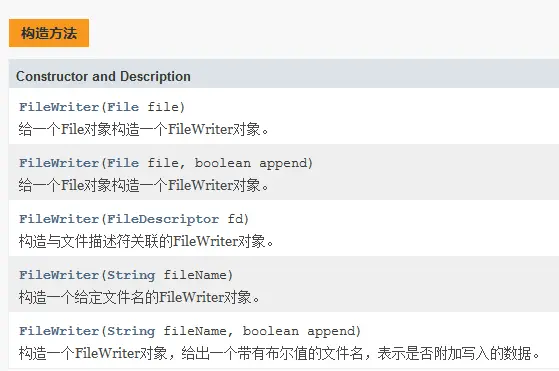 构造方法
Constructor and Description
FileWriter(File file)
给一个File对象构造一个FileWriter对象。
FileWriter(File file, boolean append)
给一个File对象构造一个FileWriter对象。
FileWriter(FileDescriptor fd)
构造与文件描述符关联的FileWriter对象。
FileWriter(String fileName)
构造一个给定文件名的FileWriter对象。
FileWriter(String fileName, boolean append)
构造一个FileWriter对象，给出一个带有布尔值的文件名，表示是否附加写入的数据。